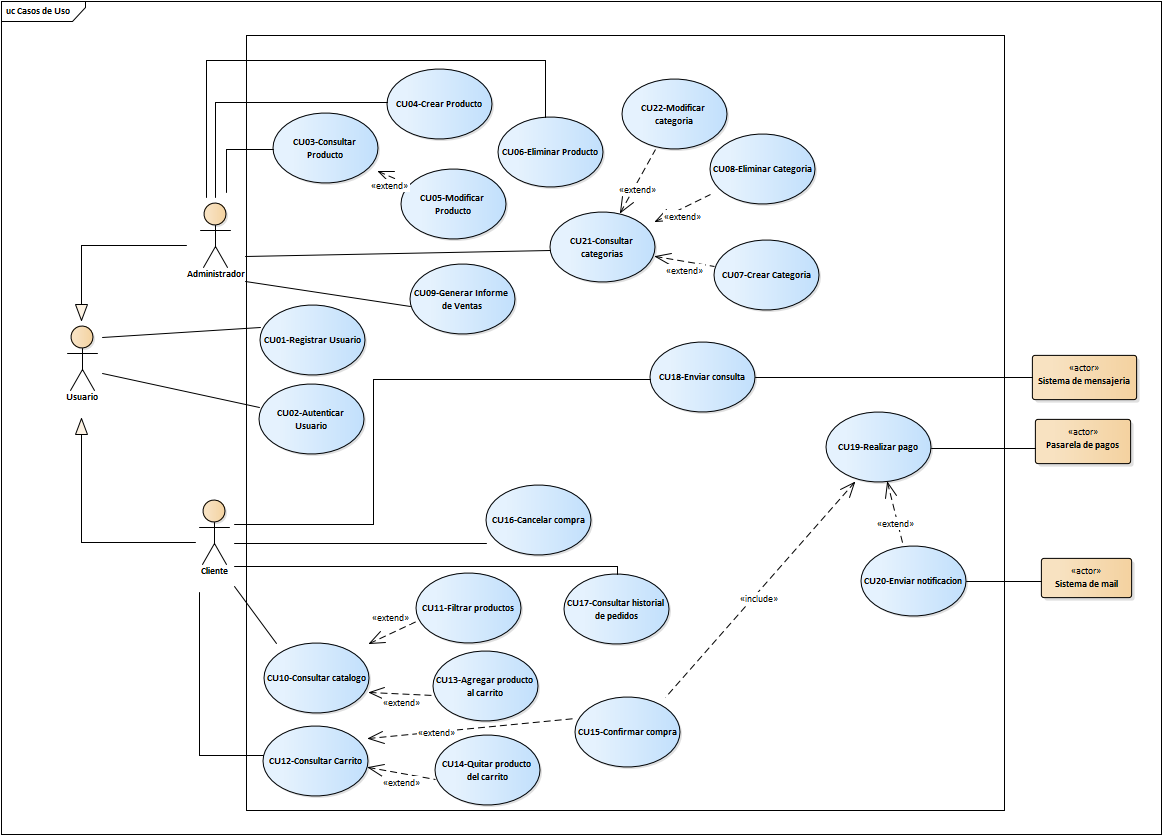 uc Casos de Uso
CU04-Crear Producto
CU22-Modificar
categoria
CU03-Consultar
Producto
CU06-Eliminar Producto
CU08-Eliminar Categoria
«extend»
«extend»
CU05-Modificar
Producto
«extend»
CU21-Consultar
categorias
Administrador
«extend»
CU07-Crear Categoria
CU09-Generar Informe
de Ventas
CU01-Registrar Usuario
Usuario
CU02-Autenticar
Usuario
CU18-Enviar consulta
«actor»
Sistema de mensajeria
«actor»
Pasarela de pagos
CU19-Realizar pago
CU16-Cancelar compra
«extend»
Cliente
CU20-Enviar notificacion
«actor»
Sistema de mail
CU11-Filtrar productos
«extend»
CU17-Consultar historial
de pedidos
«include»
CU10-Consultar catalogo
CU13-Agregar producto
al carrito
«extend»
«extend»
CU15-Confirmar compra
CU12-Consultar Carrito
CU14-Quitar producto
del carrito
«extend»